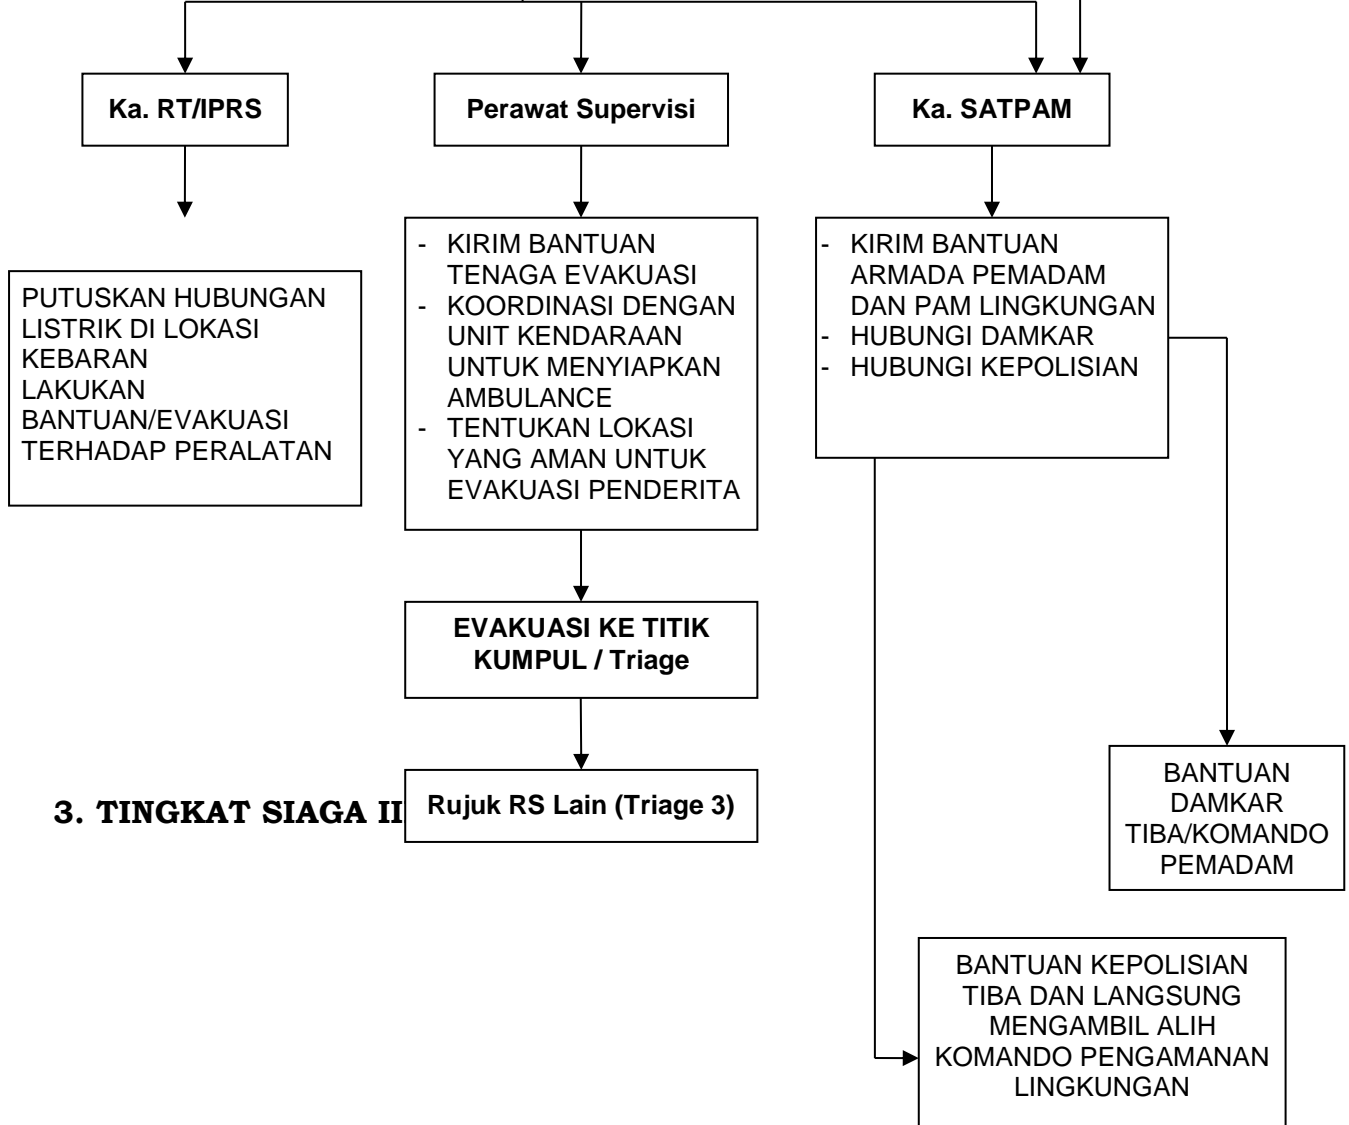 Ka. RT/IPRS
Perawat Supervisi
Ka. SATPAM
PUTUSKAN HUBUNGAN
LISTRIK DI LOKASI
KEBARAN
LAKUKAN
BANTUAN/EVAKUASI
TERHADAP PERALATAN
- KIRIM BANTUAN
TENAGA EVAKUASI
- KOORDINASI DENGAN
UNIT KENDARAAN
UNTUK MENYIAPKAN
AMBULANCE
- TENTUKAN LOKASI
YANG AMAN UNTUK
EVAKUASI PENDERITA
- KIRIM BANTUAN
ARMADA PEMADAM
DAN PAM LINGKUNGAN
- HUBUNGI DAMKAR
- HUBUNGI KEPOLISIAN
EVAKUASI KE TITIK
KUMPUL / Triage
3. TINGKAT SIAGA II
Rujuk RS Lain (Triage 3)
BANTUAN
DAMKAR
TIBA/KOMANDO
PEMADAM
BANTUAN KEPOLISIAN
TIBA DAN LANGSUNG
MENGAMBIL ALIH
KOMANDO PENGAMANAN
LINGKUNGAN